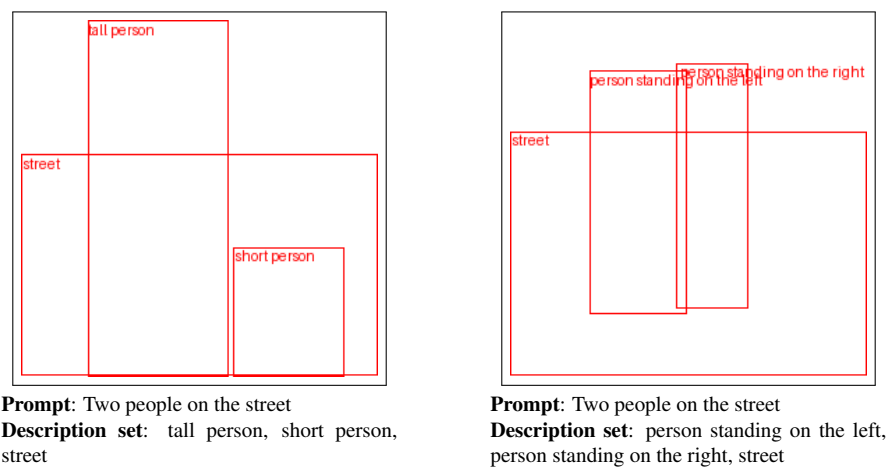 tall person
street
short person
Prompt: Two people on the street
Description set: tall person, short person,
street
person standing on the right
person standing on the left
street
Prompt: Two people on the street
Description set: person standing on the left,
person standing on the right, street